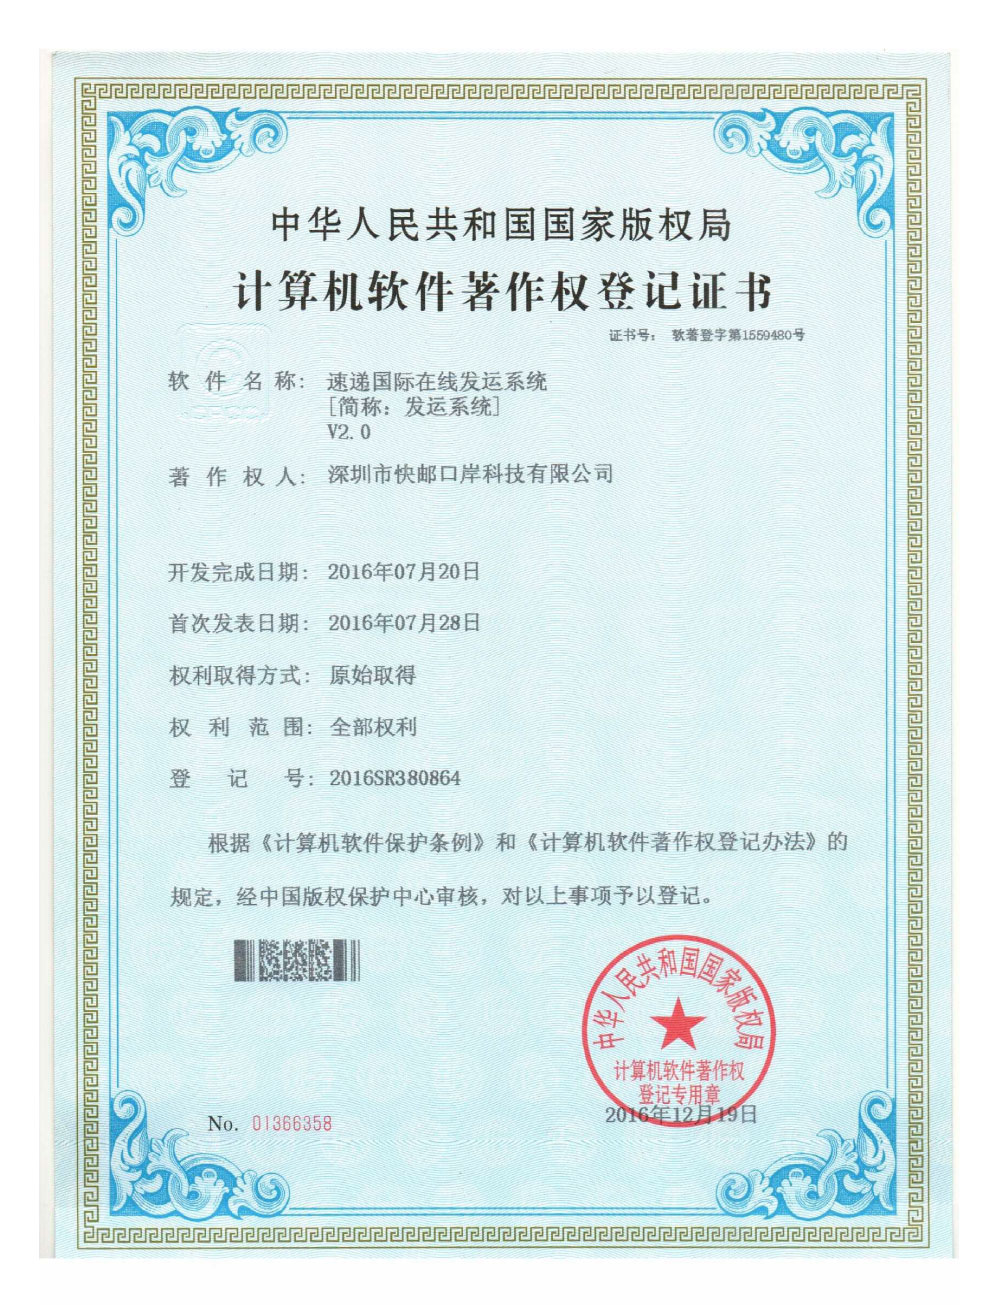 中华人民共和国国家版权局
计算机软件著作权登记证书
证书号： 软著登字第1559480号
CPCC
软件名称： 速递国际在线发运系统
[简称：发运系统]
V2.0
著作权人： 深圳市快邮口岸科技有限公司
开发完成日期： 2016年07月20日
首次发表日期： 2016年07月28日
权利取得方式： 原始取得
权利范围： 全部权利
登记号： 2016SR380864
根据《计算机软件保护条例》和《计算机软件著作权登记办法》的
规定，经中国版权保护中心审核，对以上事项予以登记。
中华人民共和国国家版权局
计算机软件著作权
登记专用章
2016年12月19日
No. 01366358